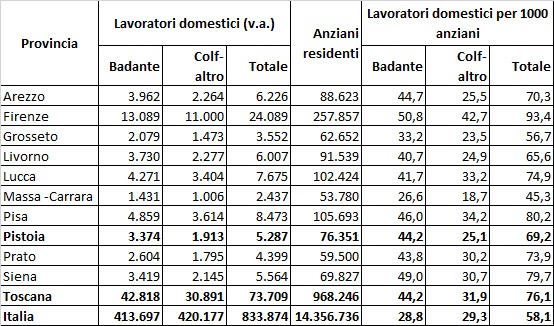 Provincia Lavoratori domestici (v.a.) Anziani residenti Lavoratori domestici per 1000 anziani
Badante Colf-altro Totale Badante Colf-altro Totale
Arezzo 3.962 2.264 6.226 88.623 44,7 25,5 70,3
Firenze 13.089 11.000 24.089 257.857 50,8 42,7 93,4
Grosseto 2.079 1.473 3.552 62.652 33,2 23,5 56,7
Livorno 3.730 2.277 6.007 91.539 40,7 24,9 65,6
Lucca 4.271 3.404 7.675 102.424 41,7 33,2 74,9
Massa -Carrara 1.431 1.006 2.437 53.780 26,6 18,7 45,3
Pisa 4.859 3.614 8.473 105.693 46,0 34,2 80,2
Pistoia 3.374 1.913 5.287 76.351 44,2 25,1 69,2
Prato 2.604 1.795 4.399 59.500 43,8 30,2 73,9
Siena 3.419 2.145 5.564 69.827 49,0 30,7 79,7
Toscana 42.818 30.891 73.709 968.246 44,2 31,9 76,1
Italia 413.697 420.177 833.874 14.356.736 28,8 29,3 58,1